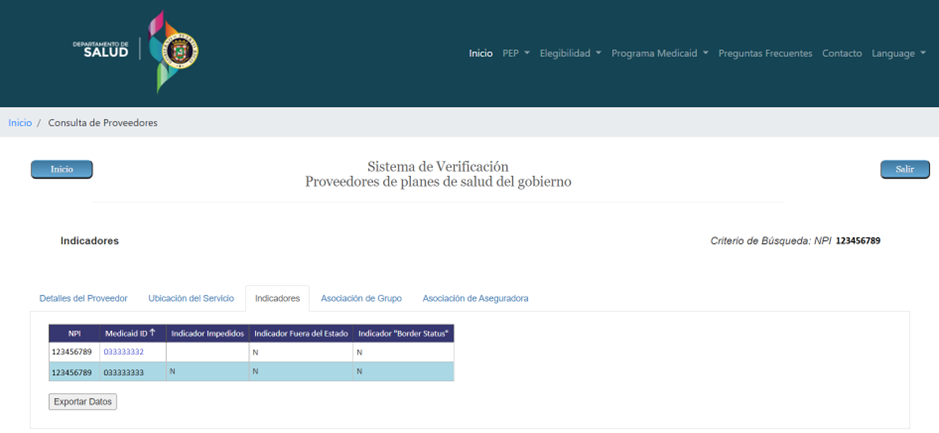 DEPARTAMENTO DE
SALUD
Inicio PEP Elegibilidad Programa Medicaid Preguntas Frecuentes Contacto Language
Inicio / Consulta de Proveedores
Inicio
Sistema de Verificación
Proveedores de planes de salud del gobierno
Salir
Indicadores
Criterio de Búsqueda: NPI 123456789
Detalles del Proveedor Ubicación del Servicio Indicadores Asociación de Grupo Asociación de Aseguradora
NPI Medicaid ID↑ Indicador Impedidos Indicador Fuera del Estado Indicador "Border Status"
123456789 033333332 N N
123456789 033333333 N N N
Exportar Datos